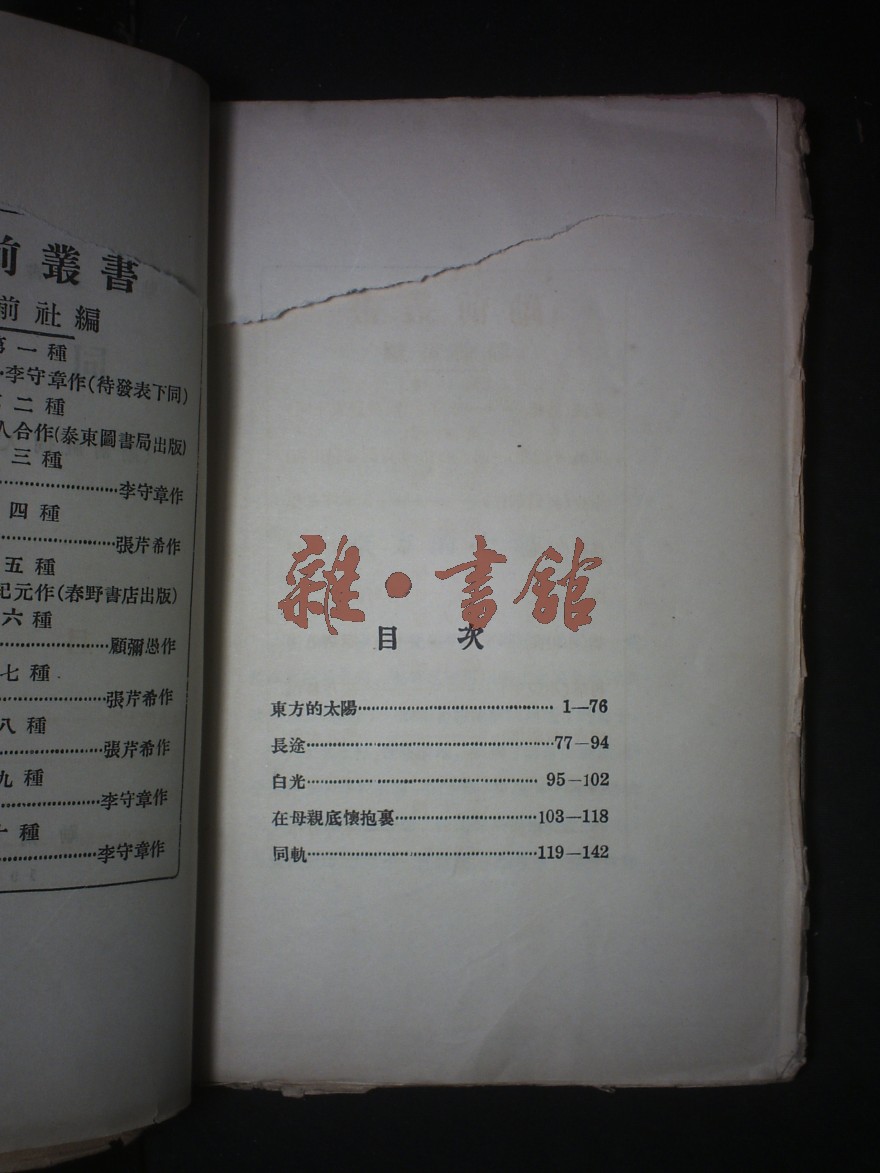 前叢書
前社編
第一種
李守章作(待發表下同)
二種
人合作(泰東圖書局出版)
三種
李守章作
四種
張芹希作
五種
紀元作(春野書店出版)
六種
顧彌愆作
七種
張芹希作
八種
張芹希作
九種
李守章作
十種
李守章作
雜·書館
目 次
東方的太陽 1—76
長途 77—94
白光 95—102
在母親底懷抱裏 103—118
同軌 119—142